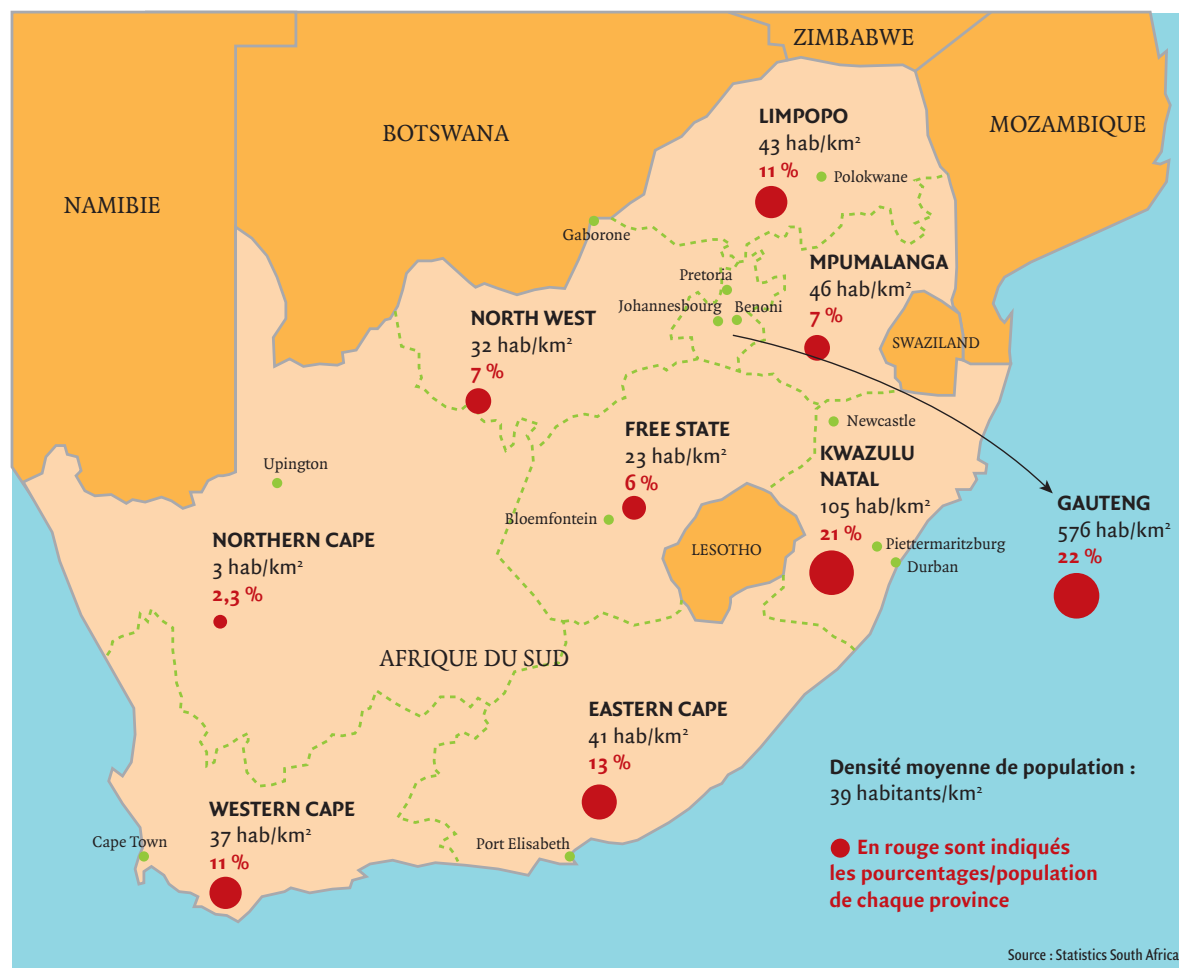 ZIMBABWE
MOZAMBIQUE
BOTSWANA
NAMIBIE
LIMPOPO
43 hab/km²
11 %
Polokwane
Gaborone
Pretoria
Johannesbourg
Benoni
MPUMALANGA
46 hab/km²
7 %
SWAZILAND
NORTH WEST
32 hab/km²
7 %
Newcastle
FREE STATE
23 hab/km²
6 %
Bloemfontein
KWAZULU
NATAL
105 hab/km²
21 %
LESOTHO
Piettermaritzburg
Durban
GAUTENG
576 hab/km²
22 %
Upington
NORTHERN CAPE
3 hab/km²
2,3 %
AFRIQUE DU SUD
EASTERN CAPE
41 hab/km²
13 %
WESTERN CAPE
37 hab/km²
11 %
Cape Town
Port Elisabeth
Densité moyenne de population :
39 habitants/km²
En rouge sont indiqués
les pourcentages/population
de chaque province
Source : Statistics South Africa